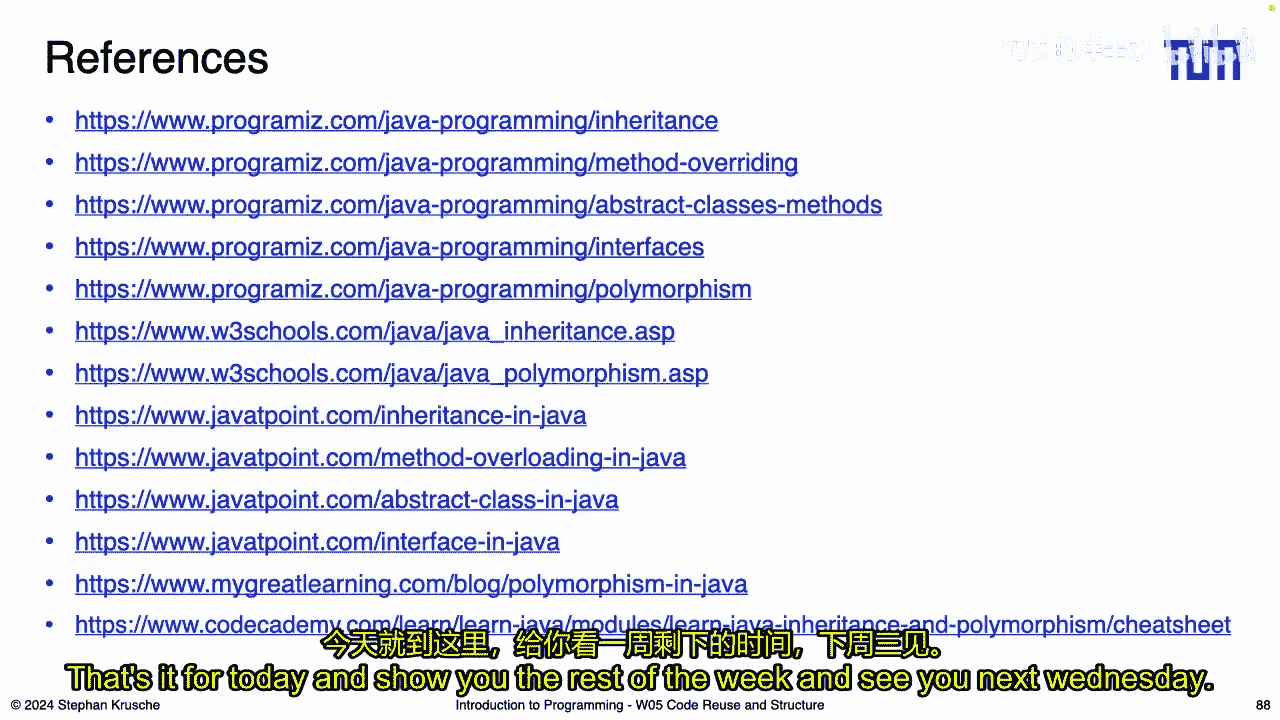 References
• https://www.programiz.com/java-programming/inheritance
• https://www.programiz.com/java-programming/method-overriding
• https://www.programiz.com/java-programming/abstract-classes-methods
• https://www.programiz.com/java-programming/interfaces
• https://www.programiz.com/java-programming/polymorphism
• https://www.w3schools.com/java/java_inheritance.asp
• https://www.w3schools.com/java/java_polymorphism.asp
• https://www.javatpoint.com/inheritance-in-java
• https://www.javatpoint.com/method-overloading-in-java
• https://www.javatpoint.com/abstract-class-in-java
• https://www.javatpoint.com/interface-in-java
• https://www.mygreatlearning.com/blog/polymorphism-in-java
• https://www.codecademy.com/learn/learn-java/modules/learn-java-inheritance-and-polymorphism/cheatsheet
今天就到这里，给你看一周剩下的时间，下周三见。
That's it for today and show you the rest of the week and see you next wednesday.
© 2024 Stephan Krusche Introduction to Programming - W05 Code Reuse and Structure 88